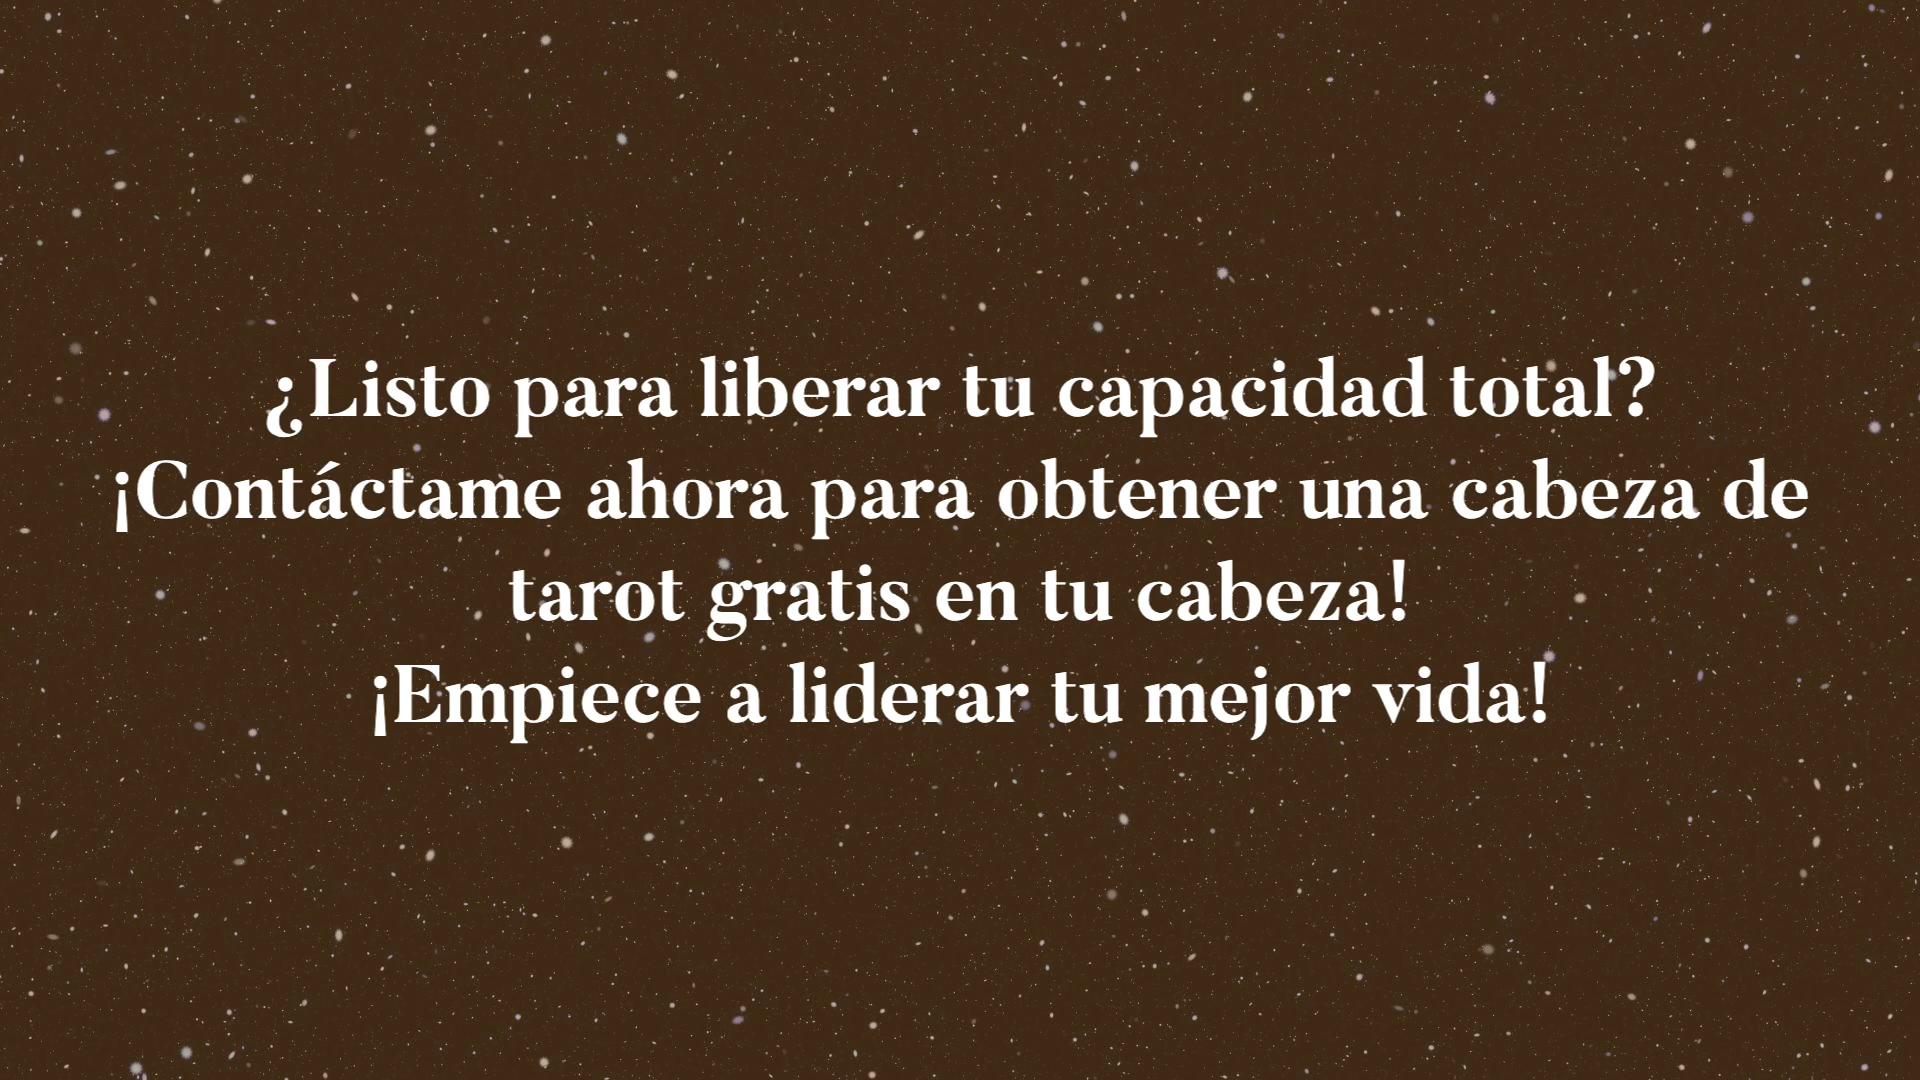 ¿Listo para liberar tu capacidad total?
¡Contáctame ahora para obtener una cabeza de
tarot gratis en tu cabeza!
¡Empiece a liderar tu mejor vida!